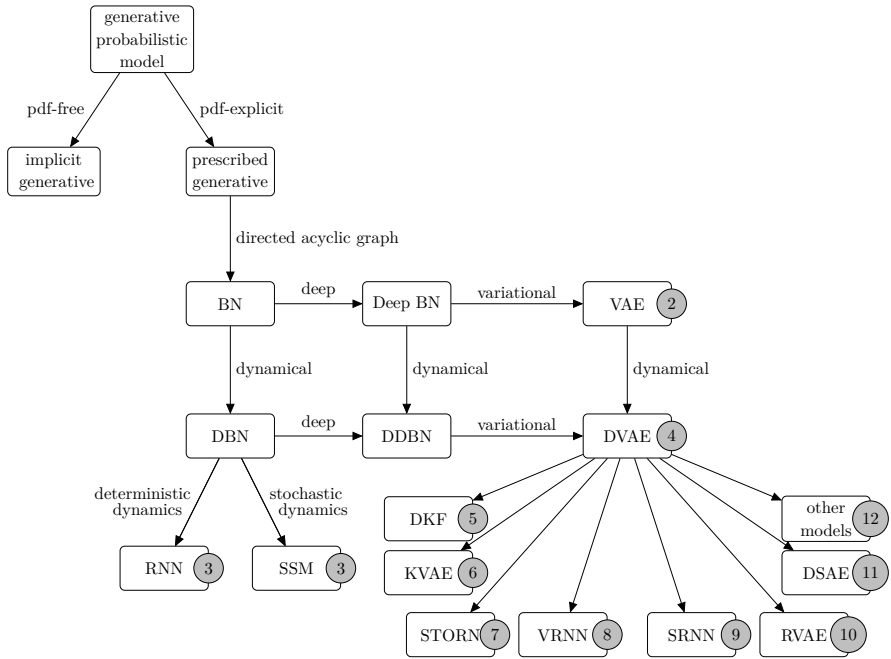 generative
probabilistic
model
pdf-free
pdf-explicit
implicit
generative
prescribed
generative
directed acyclic graph
BN
deep
Deep BN
variational
VAE
2
dynamical
dynamical
dynamical
DBN
deep
DDBN
variational
DVAE
4
deterministic
dynamics
stochastic
dynamics
RNN
3
SSM
3
DKF
5
KVAE
6
STORN
7
VRNN
8
SRNN
9
RVAE
10
DSAE
11
other
models
12